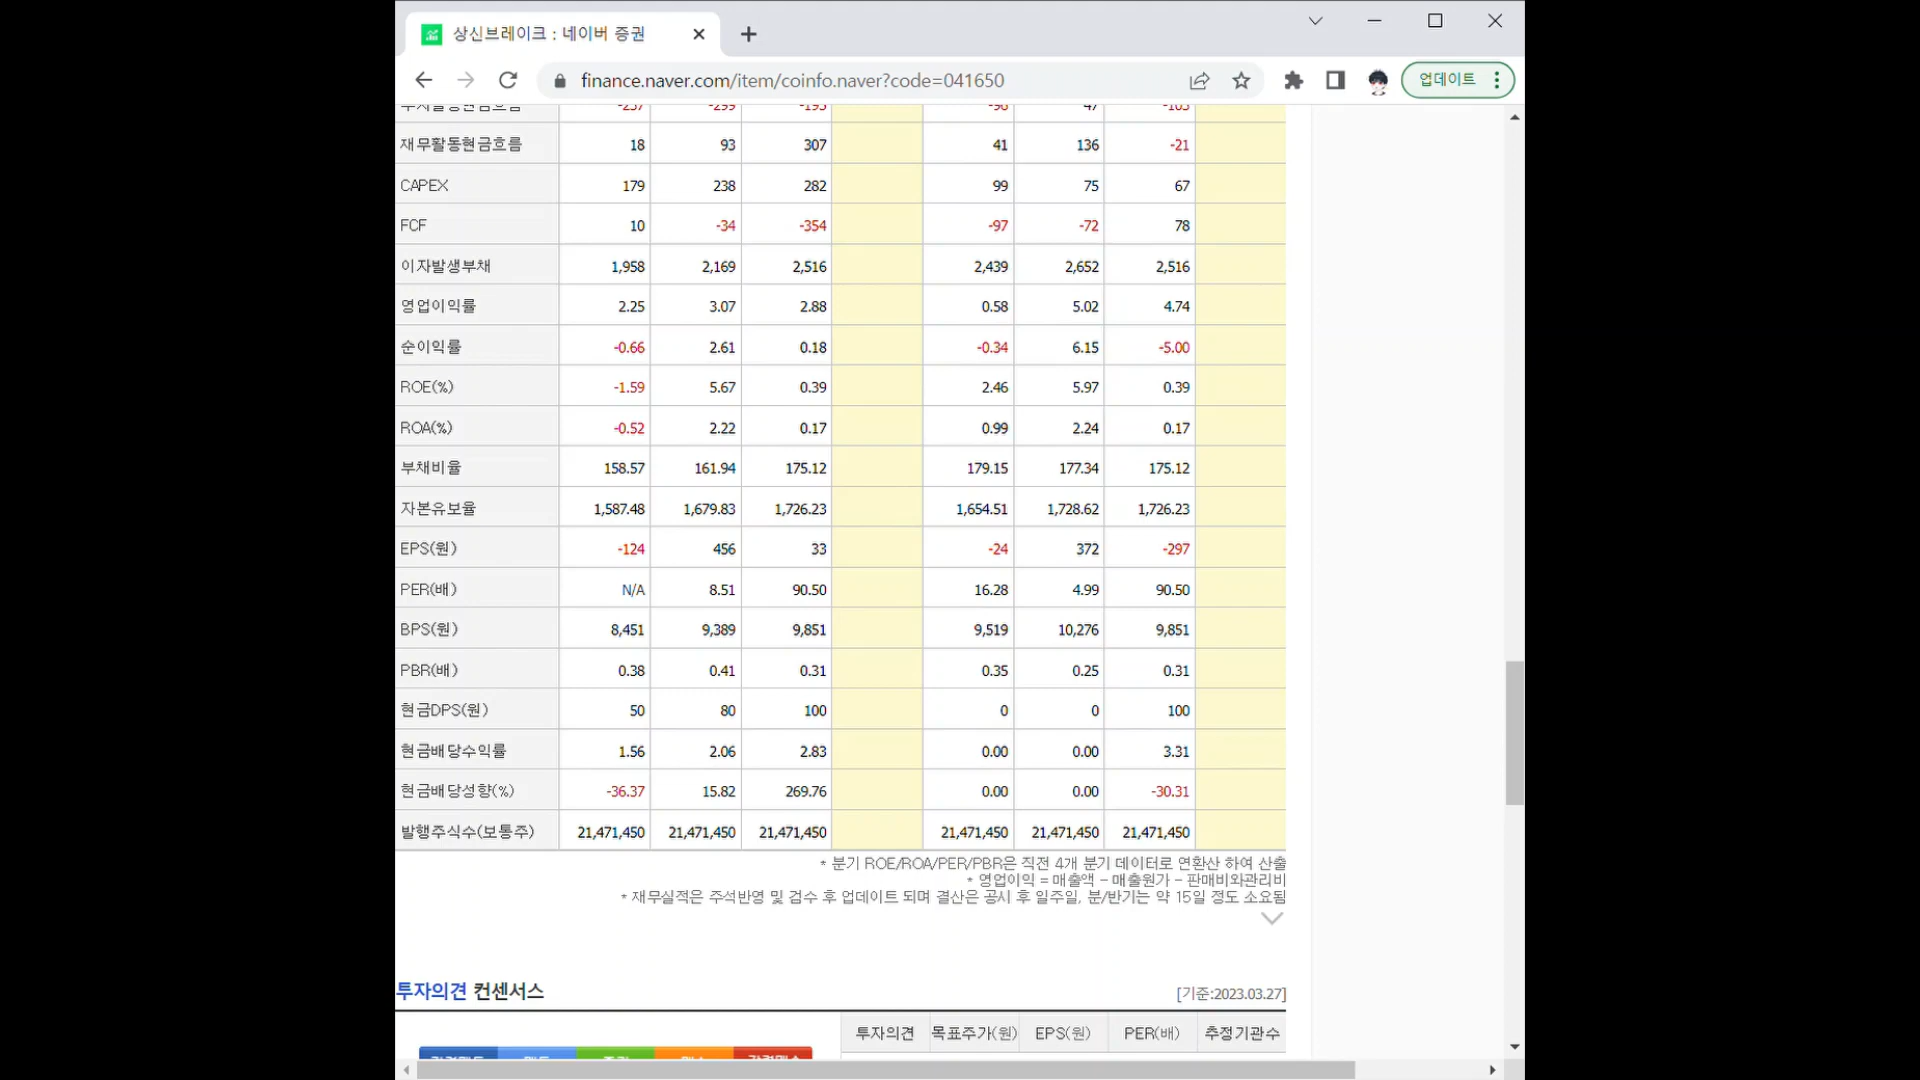 상신브레이크 : 네이버 증권
finance.naver.com/item/coinfo.naver?code=041650
업데이트
투자활동현금흐름 -237 -299 -195 -96 47 -105
재무활동현금흐름 18 93 307 41 136 -21
CAPEX 179 238 282 99 75 67
FCF 10 -34 -354 -97 -72 78
이자발생부채 1,958 2,169 2,516 2,439 2,652 2,516
영업이익률 2.25 3.07 2.88 0.58 5.02 4.74
순이익률 -0.66 2.61 0.18 -0.34 6.15 -5.00
ROE(%) -1.59 5.67 0.39 2.46 5.97 0.39
ROA(%) -0.52 2.22 0.17 0.99 2.24 0.17
부채비율 158.57 161.94 175.12 179.15 177.34 175.12
자본유보율 1,587.48 1,679.83 1,726.23 1,654.51 1,728.62 1,726.23
EPS(원) -124 456 33 -24 372 -297
PER(배) N/A 8.51 90.50 16.28 4.99 90.50
BPS(원) 8,451 9,389 9,851 9,519 10,276 9,851
PBR(배) 0.38 0.41 0.31 0.35 0.25 0.31
현금DPS(원) 50 80 100 0 0 100
현금배당수익률 1.56 2.06 2.83 0.00 0.00 3.31
현금배당성향(%) -36.37 15.82 269.76 0.00 0.00 -30.31
발행주식수(보통주) 21,471,450 21,471,450 21,471,450 21,471,450 21,471,450 21,471,450
* 분기 ROE/ROA/PER/PBR은 직전 4개 분기 데이터로 연환산 하여 산출
* 영업이익 = 매출액 - 매출원가 - 판매비와관리비
* 재무실적은 주석반영 및 검수 후 업데이트 되며 결산은 공시 후 일주일, 분/반기는 약 15일 정도 소요됨
투자의견 컨센서스 [기준:2023.03.27]
투자의견 목표주가(원) EPS(원) PER(배) 추정기관수